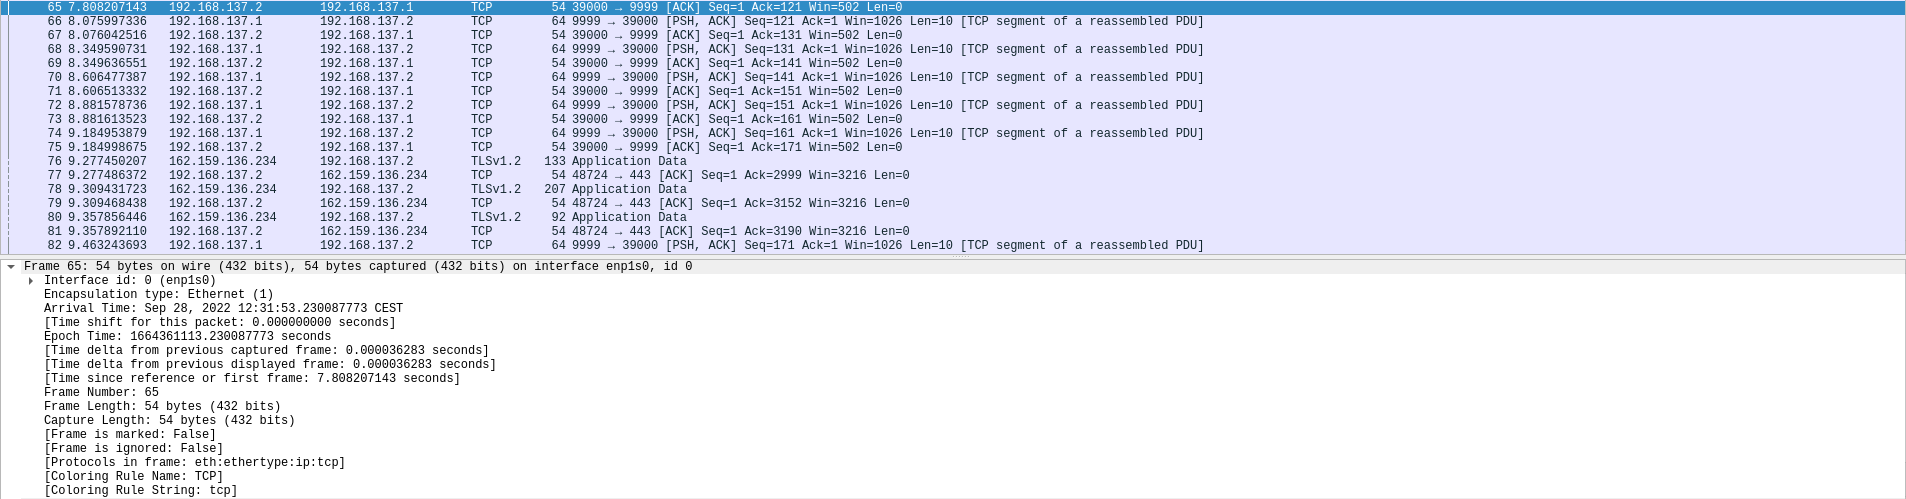 65 7.808207143 192.168.137.2 192.168.137.1 TCP 54 39000 → 9999 [ACK] Seq=1 Ack=121 Win=502 Len=0
66 8.075997336 192.168.137.1 192.168.137.2 TCP 64 9999 → 39000 [PSH, ACK] Seq=121 Ack=1 Win=1026 Len=10 [TCP segment of a reassembled PDU]
67 8.076042516 192.168.137.2 192.168.137.1 TCP 54 39000 → 9999 [ACK] Seq=1 Ack=131 Win=502 Len=0
68 8.349590731 192.168.137.1 192.168.137.2 TCP 64 9999 → 39000 [PSH, ACK] Seq=131 Ack=1 Win=1026 Len=10 [TCP segment of a reassembled PDU]
69 8.349636551 192.168.137.2 192.168.137.1 TCP 54 39000 → 9999 [ACK] Seq=1 Ack=141 Win=502 Len=0
70 8.606477387 192.168.137.1 192.168.137.2 TCP 64 9999 → 39000 [PSH, ACK] Seq=141 Ack=1 Win=1026 Len=10 [TCP segment of a reassembled PDU]
71 8.606513332 192.168.137.2 192.168.137.1 TCP 54 39000 → 9999 [ACK] Seq=1 Ack=151 Win=502 Len=0
72 8.881578736 192.168.137.1 192.168.137.2 TCP 64 9999 → 39000 [PSH, ACK] Seq=151 Ack=1 Win=1026 Len=10 [TCP segment of a reassembled PDU]
73 8.881613523 192.168.137.2 192.168.137.1 TCP 54 39000 → 9999 [ACK] Seq=1 Ack=161 Win=502 Len=0
74 9.184953879 192.168.137.1 192.168.137.2 TCP 64 9999 → 39000 [PSH, ACK] Seq=161 Ack=1 Win=1026 Len=10 [TCP segment of a reassembled PDU]
75 9.184998675 192.168.137.2 192.168.137.1 TCP 54 39000 → 9999 [ACK] Seq=1 Ack=171 Win=502 Len=0
76 9.277450207 162.159.136.234 192.168.137.2 TLSv1.2 133 Application Data
77 9.277486372 192.168.137.2 162.159.136.234 TCP 54 48724 → 443 [ACK] Seq=1 Ack=2999 Win=3216 Len=0
78 9.309431723 162.159.136.234 192.168.137.2 TLSv1.2 207 Application Data
79 9.309468438 192.168.137.2 162.159.136.234 TCP 54 48724 → 443 [ACK] Seq=1 Ack=3152 Win=3216 Len=0
80 9.357856446 162.159.136.234 192.168.137.2 TLSv1.2 92 Application Data
81 9.357892110 192.168.137.2 162.159.136.234 TCP 54 48724 → 443 [ACK] Seq=1 Ack=3190 Win=3216 Len=0
82 9.463243693 192.168.137.1 192.168.137.2 TCP 64 9999 → 39000 [PSH, ACK] Seq=171 Ack=1 Win=1026 Len=10 [TCP segment of a reassembled PDU]
Frame 65: 54 bytes on wire (432 bits), 54 bytes captured (432 bits) on interface enp1s0, id 0
Interface id: 0 (enp1s0)
Encapsulation type: Ethernet (1)
Arrival Time: Sep 28, 2022 12:31:53.230087773 CEST
[Time shift for this packet: 0.000000000 seconds]
Epoch Time: 1664361113.230087773 seconds
[Time delta from previous captured frame: 0.000036283 seconds]
[Time delta from previous displayed frame: 0.000036283 seconds]
[Time since reference or first frame: 7.808207143 seconds]
Frame Number: 65
Frame Length: 54 bytes (432 bits)
Capture Length: 54 bytes (432 bits)
[Frame is marked: False]
[Frame is ignored: False]
[Protocols in frame: eth:ethertype:ip:tcp]
[Coloring Rule Name: TCP]
[Coloring Rule String: tcp]